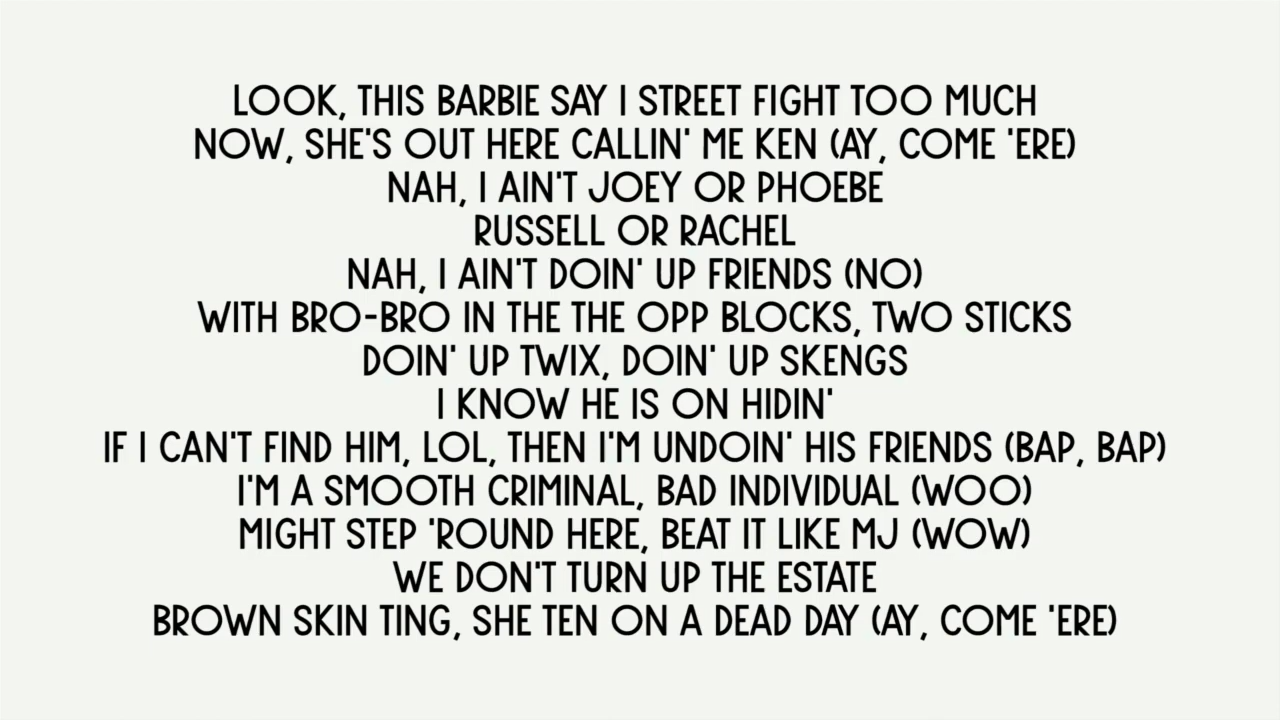 LOOK, THIS BARBIE SAY I STREET FIGHT TOO MUCH
NOW, SHE'S OUT HERE CALLIN' ME KEN (AY, COME 'ERE)
NAH, I AIN'T JOEY OR PHOEBE
RUSSELL OR RACHEL
NAH, I AIN'T DOIN' UP FRIENDS (NO)
WITH BRO-BRO IN THE THE OPP BLOCKS, TWO STICKS
DOIN' UP TWIX, DOIN' UP SKENGS
I KNOW HE IS ON HIDIN'
IF I CAN'T FIND HIM, LOL, THEN I'M UNDOIN' HIS FRIENDS (BAP, BAP)
I'M A SMOOTH CRIMINAL, BAD INDIVIDUAL (WOO)
MIGHT STEP 'ROUND HERE, BEAT IT LIKE MJ (WOW)
WE DON'T TURN UP THE ESTATE
BROWN SKIN TING, SHE TEN ON A DEAD DAY (AY, COME 'ERE)